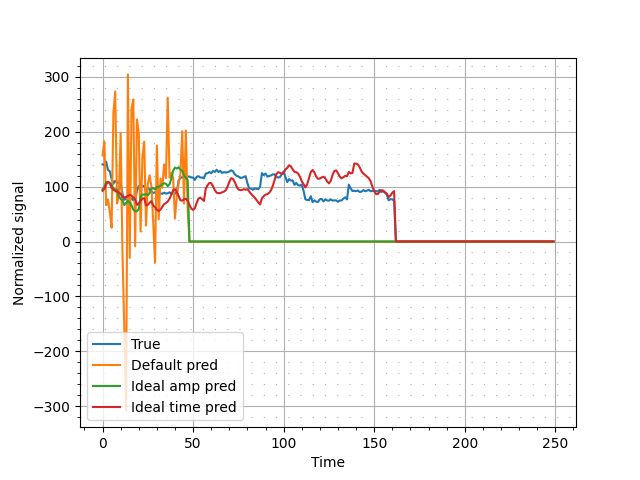 300
200
100
0
−100
−200
−300
Normalized signal
True
Default pred
Ideal amp pred
Ideal time pred
0 50 100 150 200 250
Time